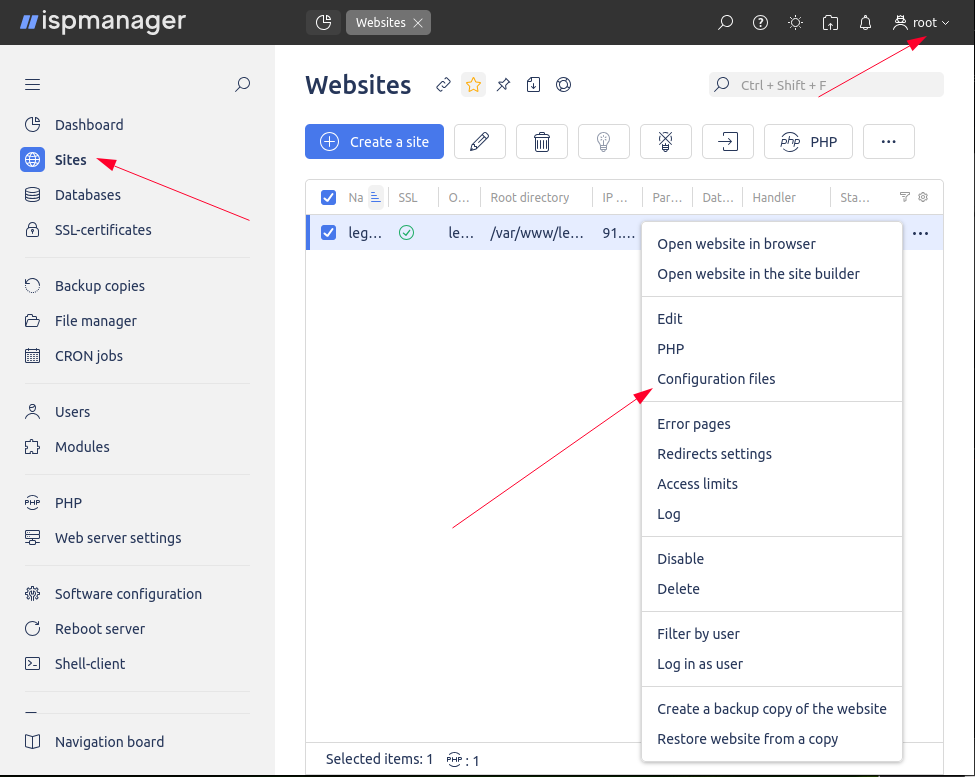 ispmanager
Websites
root
Websites
Ctrl + Shift + F
Dashboard
Sites
Databases
SSL-certificates
Backup copies
File manager
CRON jobs
Users
Modules
PHP PHP
Web server settings
Software configuration
Reboot server
Shell-client
Navigation board
Create a site
php PHP
Na SSL O... Root directory IP ... Par... Dat... Handler Sta...
leg... le... /var/www/le... 91....
Open website in browser
Open website in the site builder
Edit
PHP
Configuration files
Error pages
Redirects settings
Access limits
Log
Disable
Delete
Filter by user
Log in as user
Create a backup copy of the website
Restore website from a copy
Selected items: 1 PHP : 1